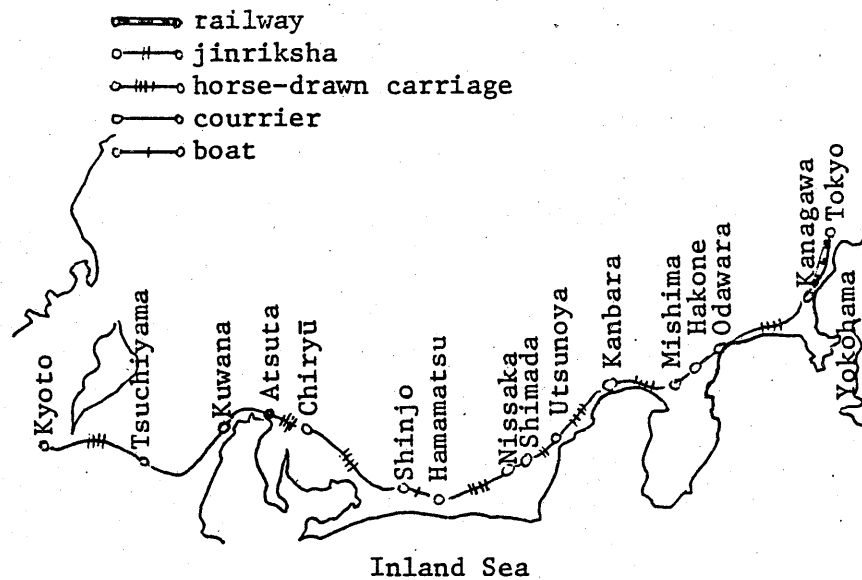 railway
jinriksha
horse-drawn carriage
courrier
boat
Kyoto
Tsuchiyama
Kuwana
Atsuta
Chiryū
Shinjo
Hamamatsu
Nissaka
Shimada
Utsunoya
Kanbara
Mishima
Hakone
Odawara
Kanagawa
Tokyo
Yokohama
Inland Sea